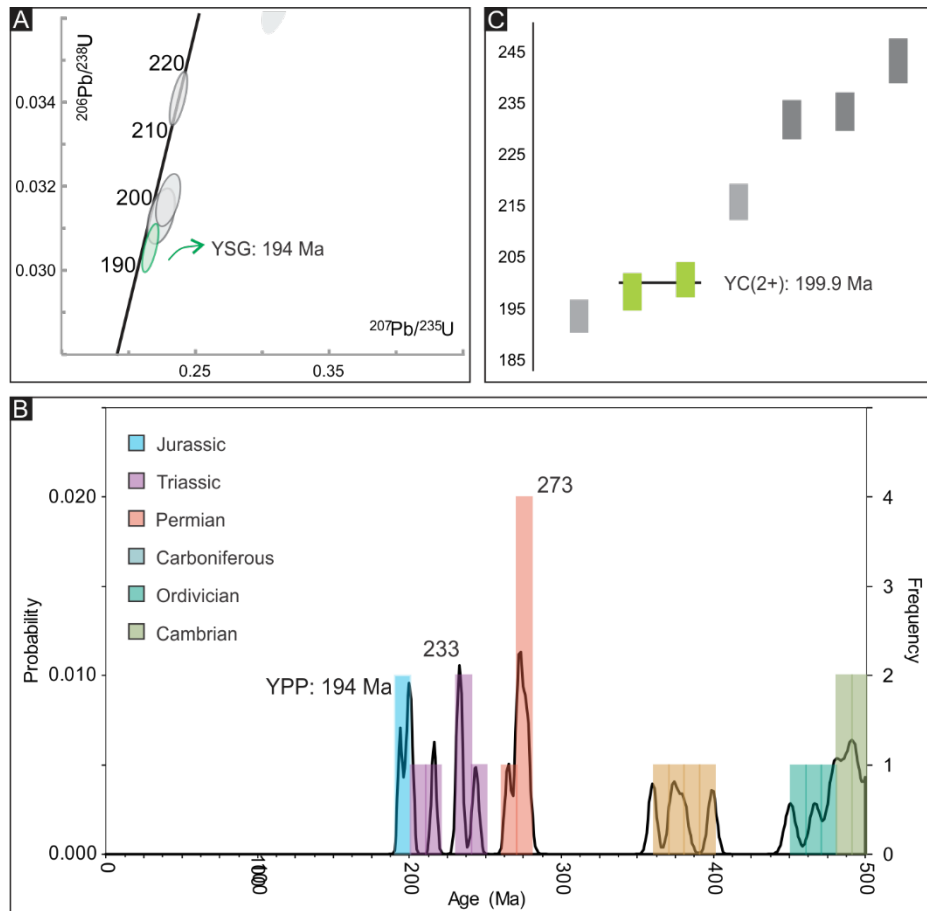 A
206Pb/238U
220
0.034
210
0.032
200
YSG: 194 Ma
190
0.030
207Pb/235U
0.25
0.35
C
245
235
225
215
205
YC(2+): 199.9 Ma
195
185
B
Jurassic
Triassic
Permian
Carboniferous
Ordivician
Cambrian
Probability
0.020
0.010
0.000
273
233
YPP: 194 Ma
Frequency
4
3
2
1
0
0
100
200
300
400
500
Age (Ma)